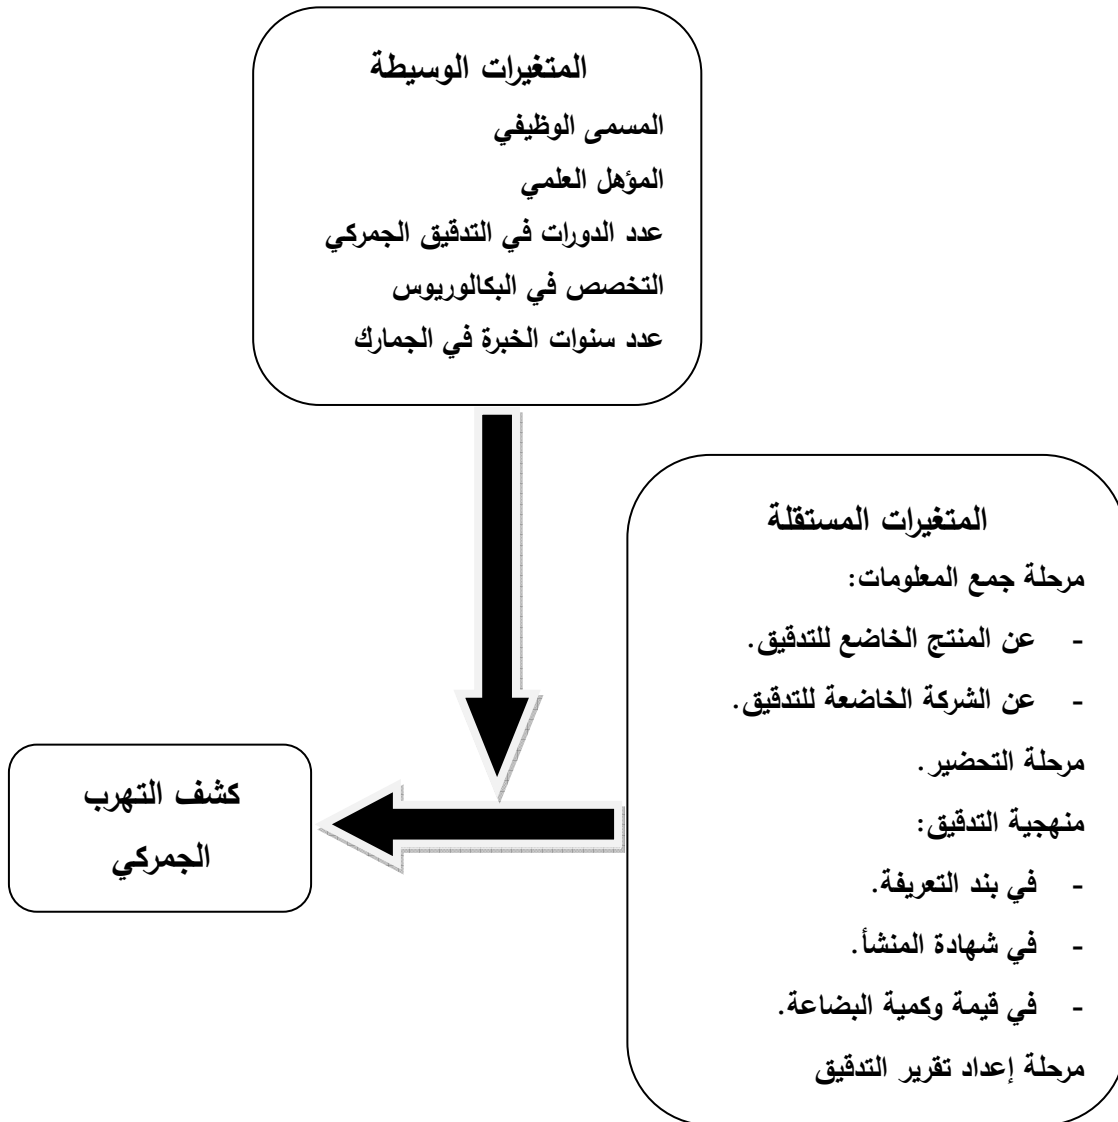 المتغيرات الوسيطة
المسمى الوظيفي
المؤهل العلمي
عدد الدورات في التدقيق الجمركي
التخصص في البكالوريوس
عدد سنوات الخبرة في الجمارك
المتغيرات المستقلة
مرحلة جمع المعلومات:
- عن المنتج الخاضع للتدقيق.
- عن الشركة الخاضعة للتدقيق.
مرحلة التحضير.
منهجية التدقيق:
- في بند التعريفة.
- في شهادة المنشأ.
- في قيمة وكمية البضاعة.
مرحلة إعداد تقرير التدقيق
كشف التهرب
الجمركي